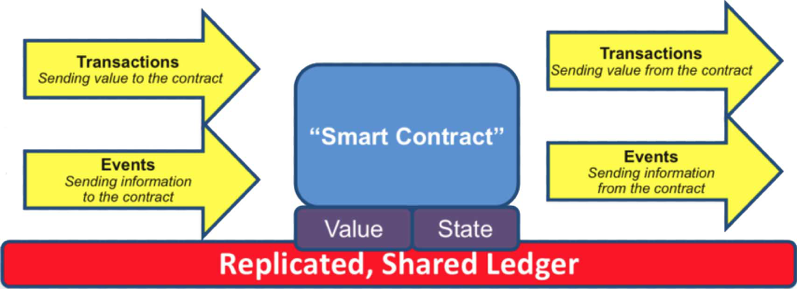 Transactions
Sending value to the contract
Events
Sending information
to the contract
“Smart Contract”
Value
State
Transactions
Sending value from the contract
Events
Sending information
from the contract
Replicated, Shared Ledger